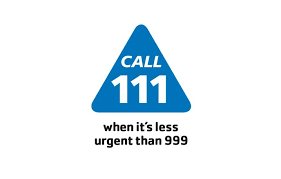 CALL
111
when it's less
urgent than 999